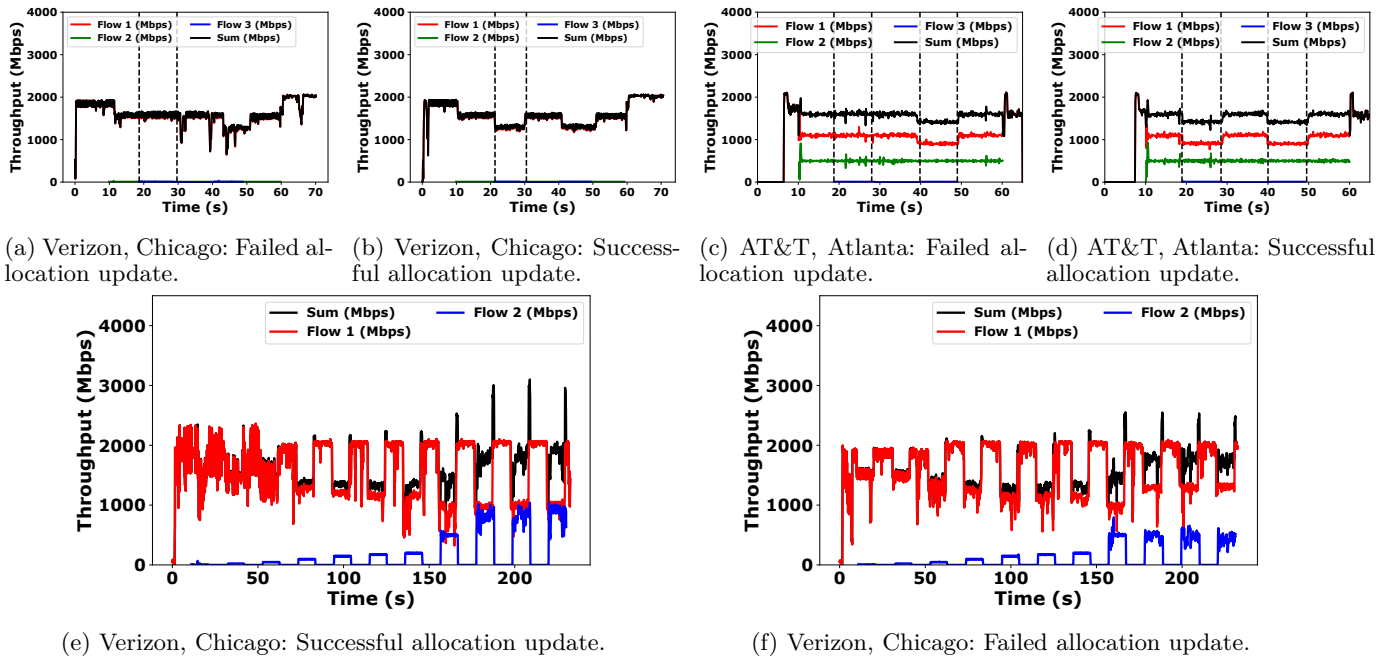 Flow 1 (Mbps) Flow 3 (Mbps)
Flow 2 (Mbps) Sum (Mbps)
Throughput (Mbps)
4000
3000
2000
1000
0
0 10 20 30 40 50 60 70
Time (s)
Flow 1 (Mbps) Flow 3 (Mbps)
Flow 2 (Mbps) Sum (Mbps)
Throughput (Mbps)
4000
3000
2000
1000
0
0 10 20 30 40 50 60 70
Time (s)
Flow 1 (Mbps) Flow 3 (Mbps)
Flow 2 (Mbps) Sum (Mbps)
Throughput (Mbps)
4000
3000
2000
1000
0
0 10 20 30 40 50 60
Time (s)
Flow 1 (Mbps) Flow 3 (Mbps)
Flow 2 (Mbps) Sum (Mbps)
Throughput (Mbps)
4000
3000
2000
1000
0
0 10 20 30 40 50 60
Time (s)
(a) Verizon, Chicago: Failed al-
location update.
(b) Verizon, Chicago: Success-
ful allocation update.
(c) AT&T, Atlanta: Failed al-
location update.
(d) AT&T, Atlanta: Successful
allocation update.
Sum (Mbps) Flow 2 (Mbps)
Flow 1 (Mbps)
Throughput (Mbps)
4000
3000
2000
1000
0
0 50 100 150 200
Time (s)
Sum (Mbps) Flow 2 (Mbps)
Flow 1 (Mbps)
Throughput (Mbps)
4000
3000
2000
1000
0
0 50 100 150 200
Time (s)
(e) Verizon, Chicago: Successful allocation update.
(f) Verizon, Chicago: Failed allocation update.